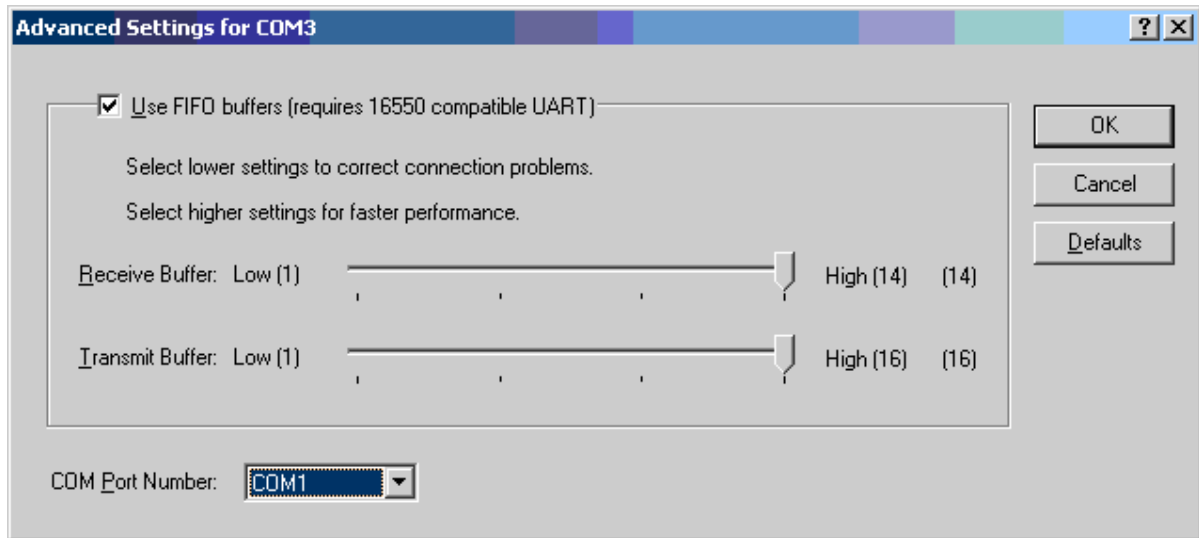 Advanced Settings for COM3
Use FIFO buffers (requires 16550 compatible UART)
OK
Select lower settings to correct connection problems.
Cancel
Select higher settings for faster performance.
Defaults
Receive Buffer: Low (1) High (14) (14)
Transmit Buffer: Low (1) High (16) (16)
COM Port Number: COM1